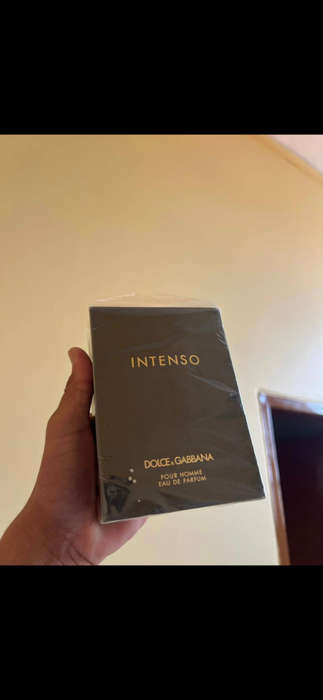 INTENSO
DOLCE & GABBANA
POUR HOMME
EAU DE PARFUM